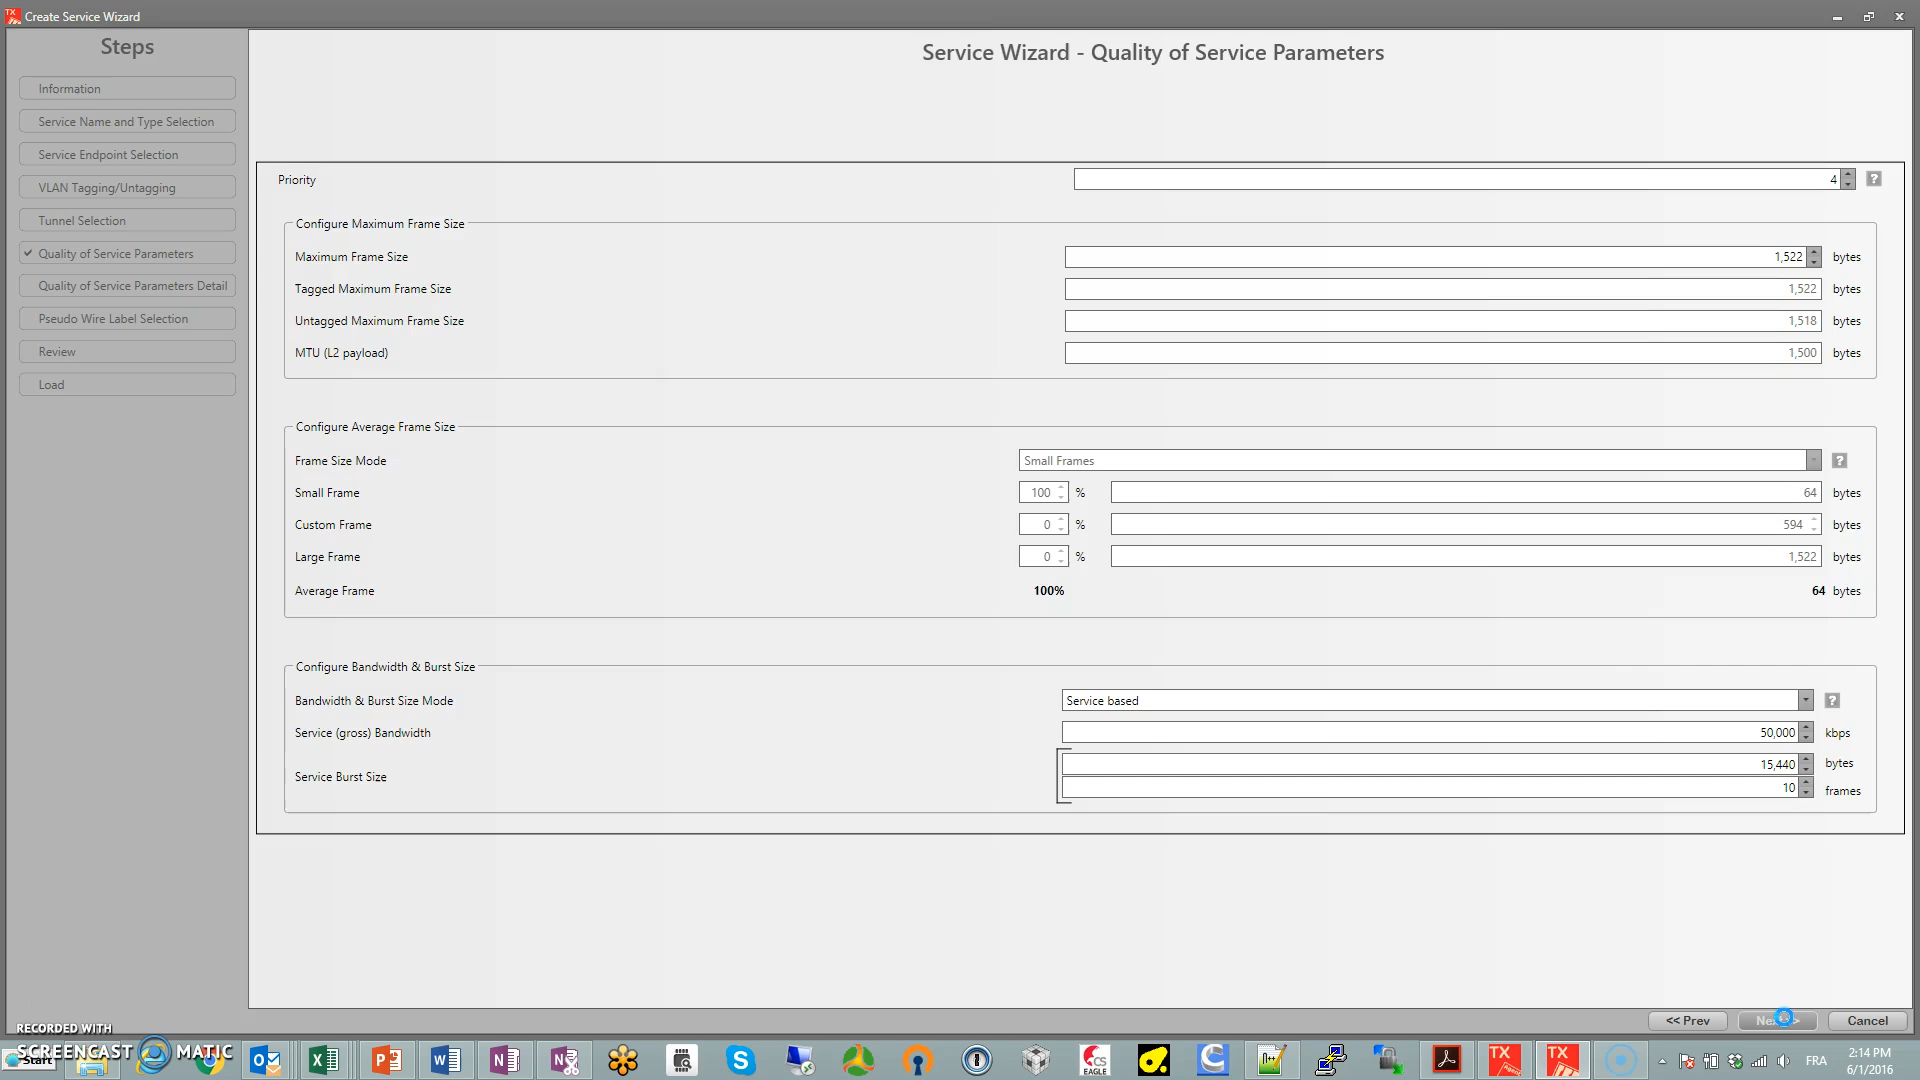 Create Service Wizard
Steps
Information
Service Name and Type Selection
Service Endpoint Selection
VLAN Tagging/Untagging
Tunnel Selection
Quality of Service Parameters
Quality of Service Parameters Detail
Pseudo Wire Label Selection
Review
Load
Service Wizard - Quality of Service Parameters
Priority 4 ?
Configure Maximum Frame Size
Maximum Frame Size 1,522 bytes
Tagged Maximum Frame Size 1,522 bytes
Untagged Maximum Frame Size 1,518 bytes
MTU (L2 payload) 1,500 bytes
Configure Average Frame Size
Frame Size Mode Small Frames ?
Small Frame 100 % 64 bytes
Custom Frame 0 % 594 bytes
Large Frame 0 % 1,522 bytes
Average Frame 100% 64 bytes
Configure Bandwidth & Burst Size
Bandwidth & Burst Size Mode Service based ?
Service (gross) Bandwidth 50,000 kbps
Service Burst Size 15,440 bytes
10 frames
<< Prev Cancel
RECORDED WITH
SCREENCAST MATIC
Start
CS
EAGLE
TX
TX
FRA
2:14 PM
6/1/2016